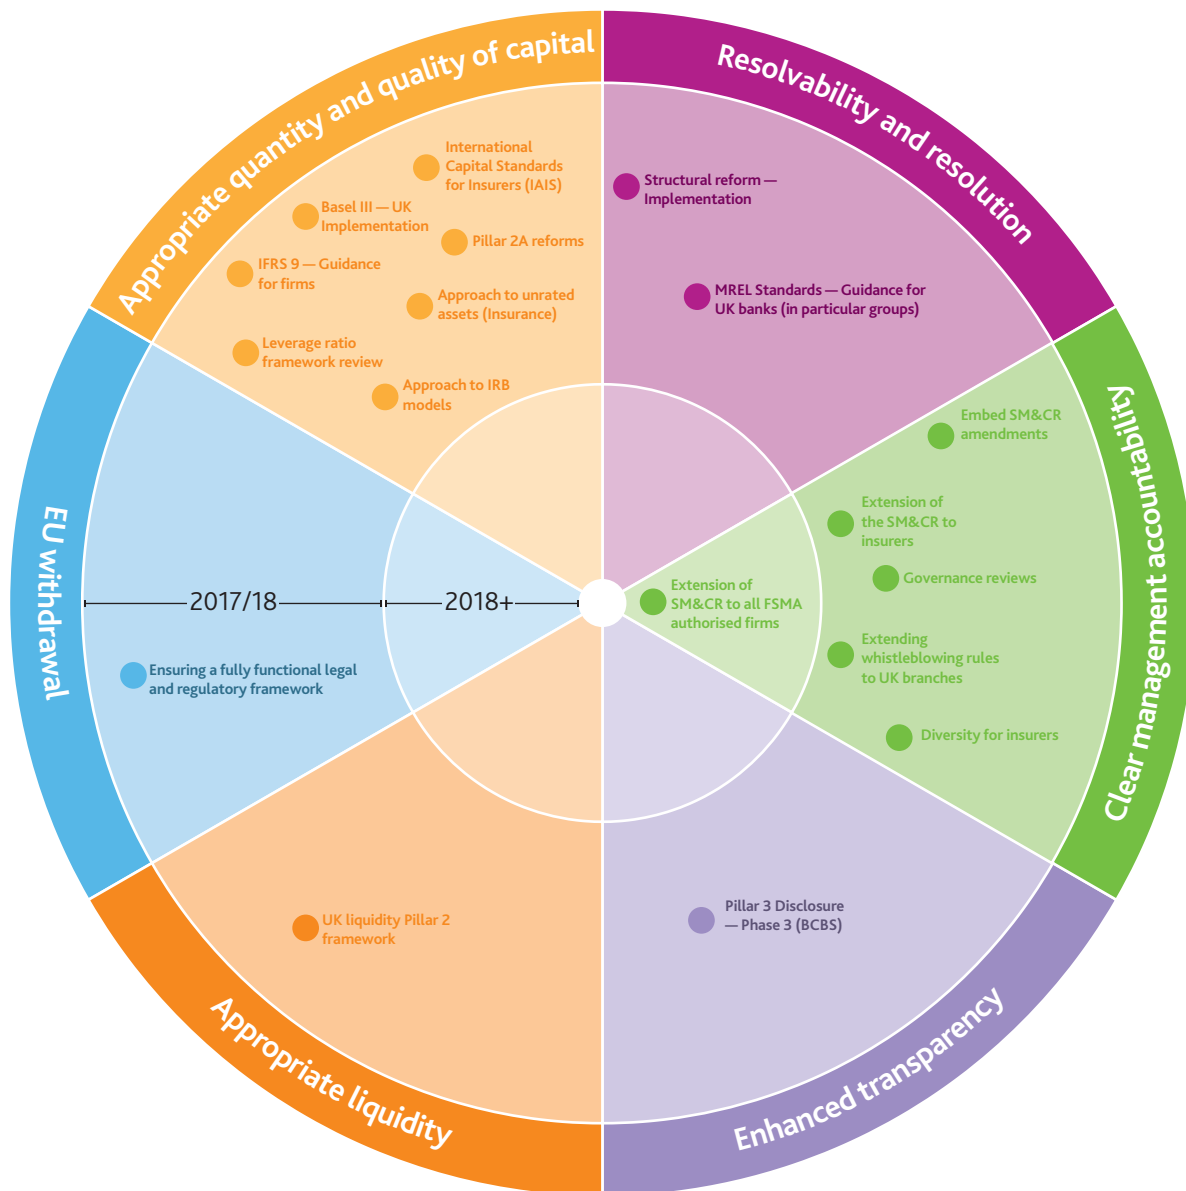 Appropriate quantity and quality of capital
International
Capital Standards
for Insurers (IAIS)
Basel III — UK
Implementation
Pillar 2A reforms
IFRS 9 — Guidance
for firms
Approach to unrated
assets (Insurance)
Leverage ratio
framework review
Approach to IRB
models
Resolvability and resolution
Structural reform —
Implementation
MREL Standards — Guidance for
UK banks (in particular groups)
Clear management accountability
Embed SM&CR
amendments
Extension of
the SM&CR to
insurers
Governance reviews
Extension of
SM&CR to all FSMA
authorised firms
Extending
whistleblowing rules
to UK branches
Diversity for insurers
Enhanced transparency
Pillar 3 Disclosure
— Phase 3 (BCBS)
Appropriate liquidity
UK liquidity Pillar 2
framework
EU withdrawal
2017/18
2018+
Ensuring a fully functional legal
and regulatory framework